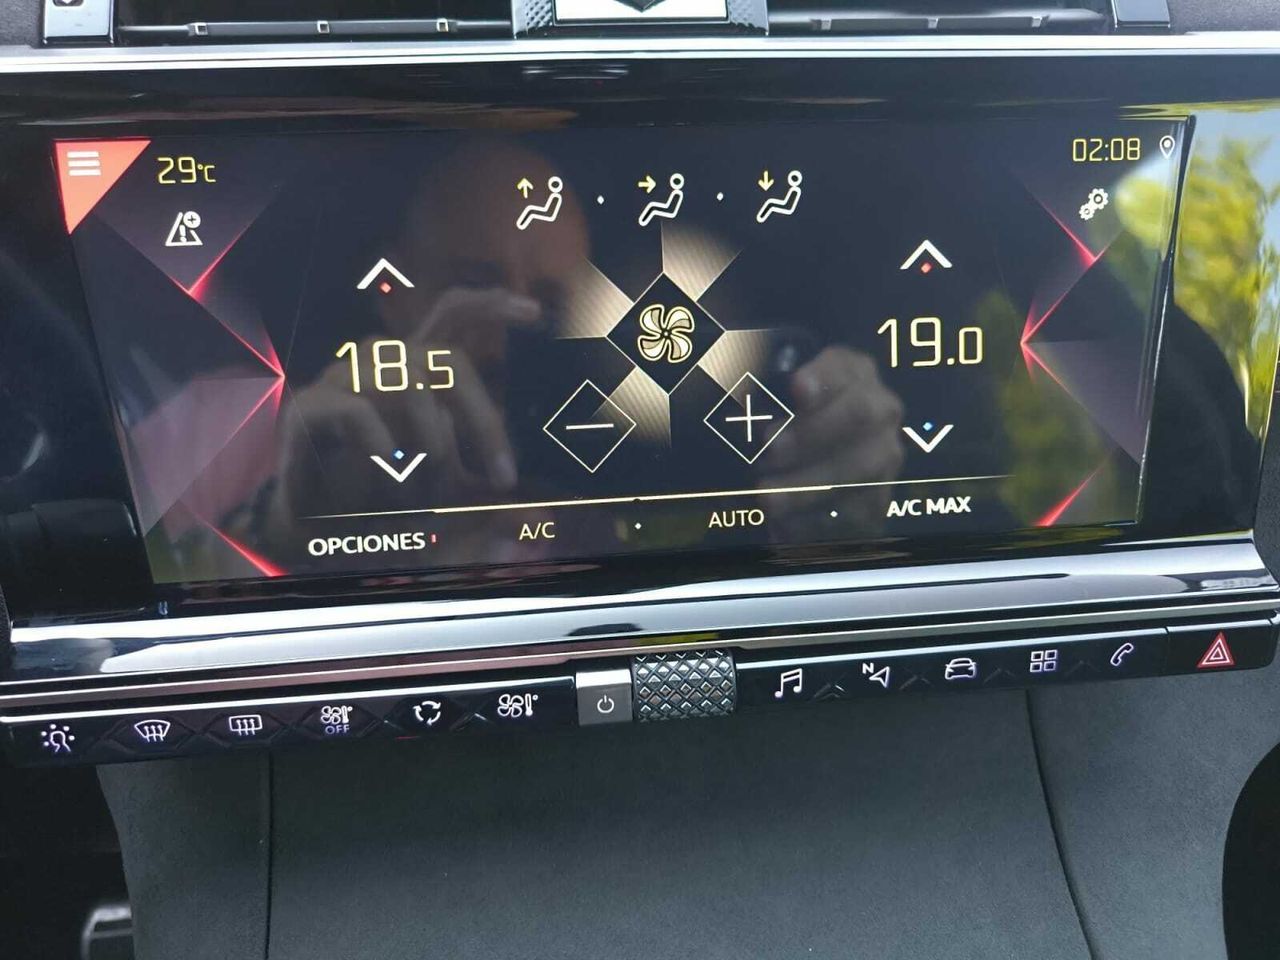 29°C
02:08
18.5
19.0
OPCIONES
A/C
AUTO
A/C MAX
OFF
N